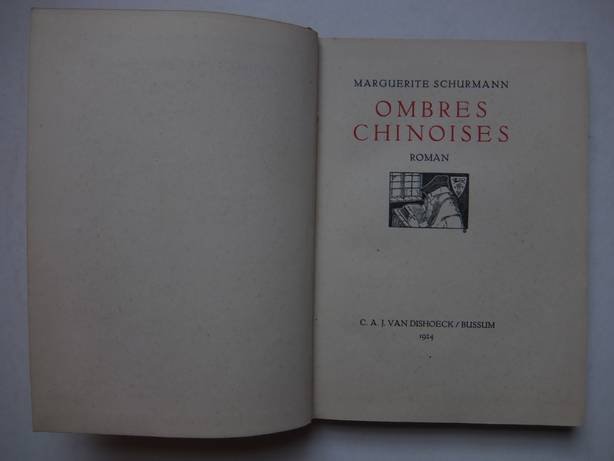 MARGUERITE SCHURMANN
OMBRES
CHINOISES
ROMAN
C. A. J. VAN DISHOECK / BUSSUM
1924